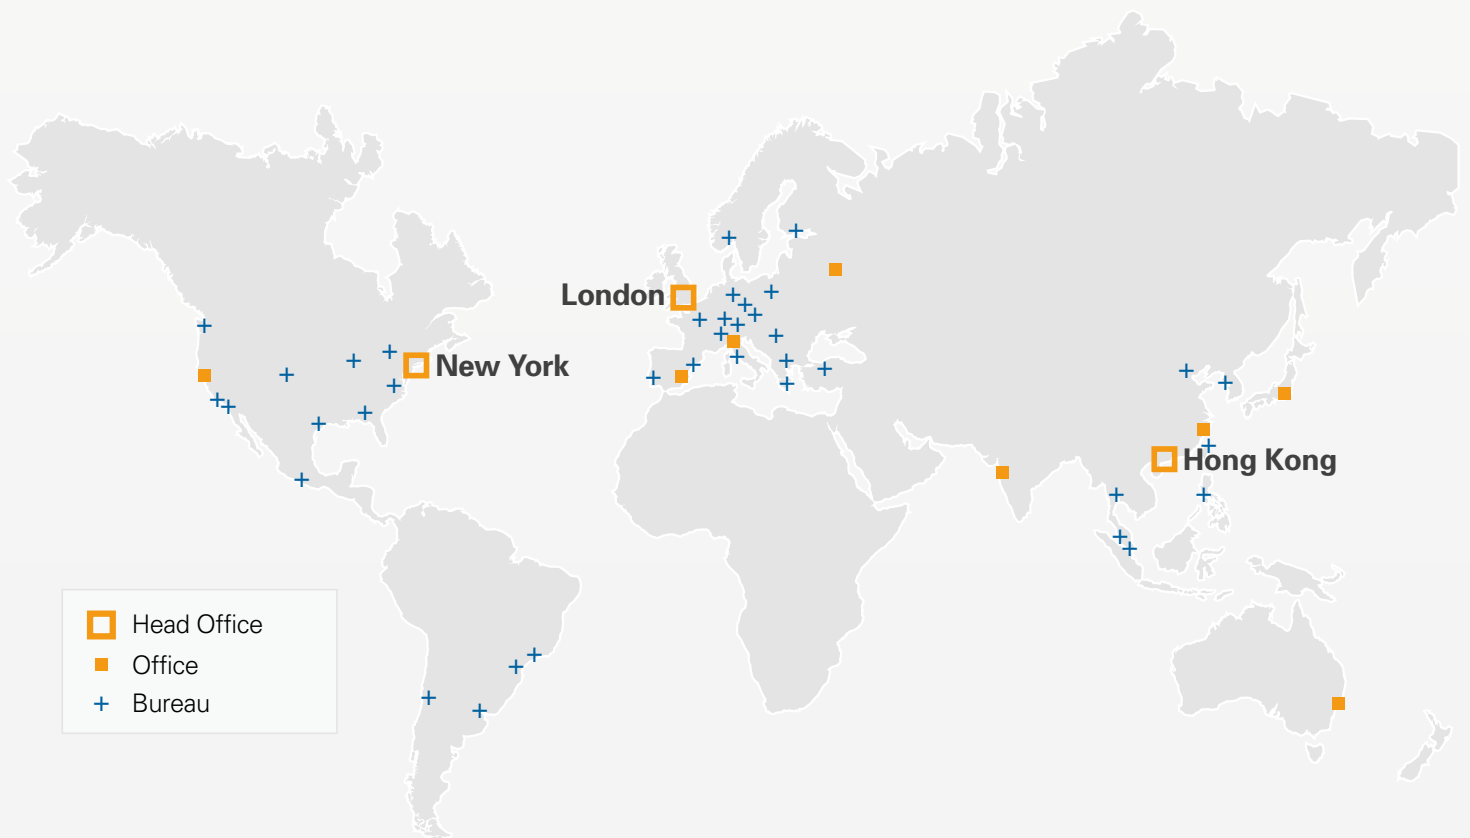 London
New York
Hong Kong
Head Office
Office
Bureau